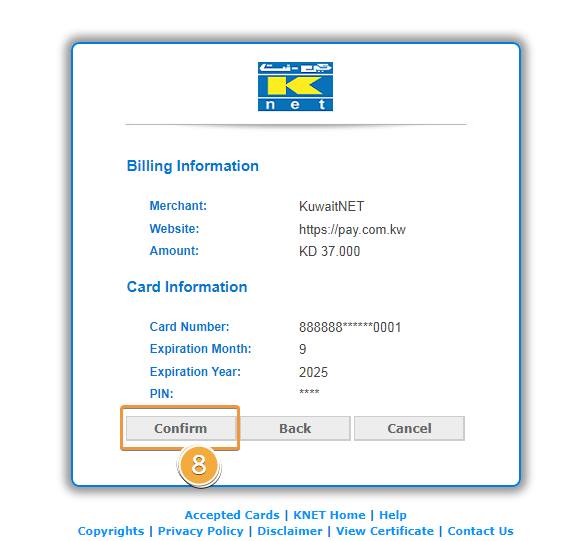 كي-نت
K
net
Billing Information
Merchant: KuwaitNET
Website: https://pay.com.kw
Amount: KD 37.000
Card Information
Card Number: 888888******0001
Expiration Month: 9
Expiration Year: 2025
PIN: ****
Confirm Back Cancel
8
Accepted Cards | KNET Home | Help
Copyrights | Privacy Policy | Disclaimer | View Certificate | Contact Us